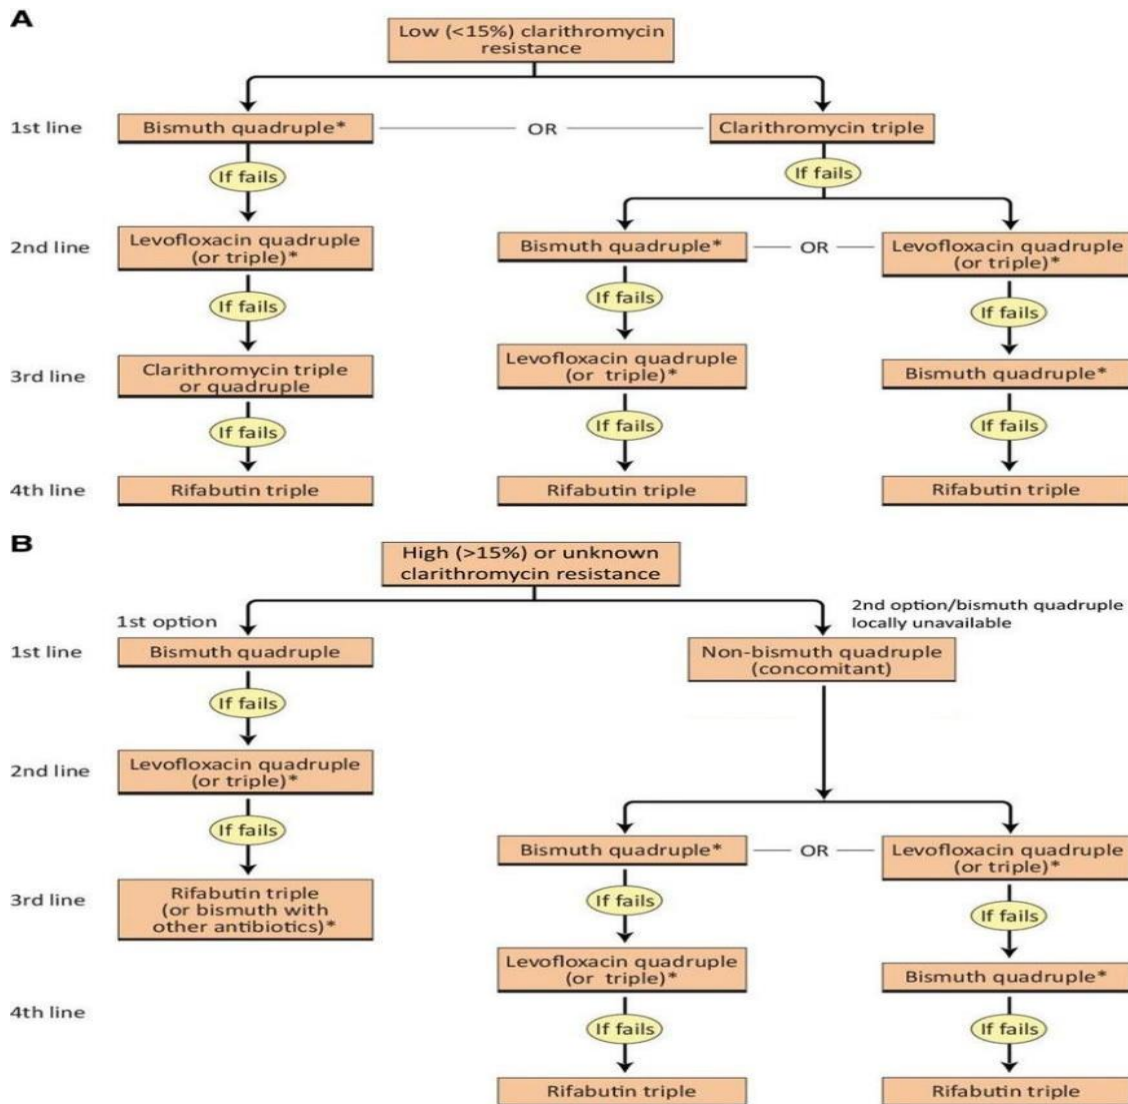 A
Low (<15%) clarithromycin
resistance
1st line
Bismuth quadruple*
OR
Clarithromycin triple
If fails
If fails
2nd line
Levofloxacin quadruple
(or triple)*
Bismuth quadruple*
OR
Levofloxacin quadruple
(or triple)*
If fails
If fails
If fails
3rd line
Clarithromycin triple
or quadruple
Levofloxacin quadruple
(or triple)*
Bismuth quadruple*
If fails
If fails
If fails
4th line
Rifabutin triple
Rifabutin triple
Rifabutin triple
B
High (>15%) or unknown
clarithromycin resistance
1st option
2nd option/bismuth quadruple
locally unavailable
1st line
Bismuth quadruple
Non-bismuth quadruple
(concomitant)
If fails
2nd line
Levofloxacin quadruple
(or triple)*
If fails
Bismuth quadruple*
OR
Levofloxacin quadruple
(or triple)*
3rd line
Rifabutin triple
(or bismuth with
other antibiotics)*
If fails
If fails
Levofloxacin quadruple
(or triple)*
Bismuth quadruple*
4th line
If fails
If fails
Rifabutin triple
Rifabutin triple